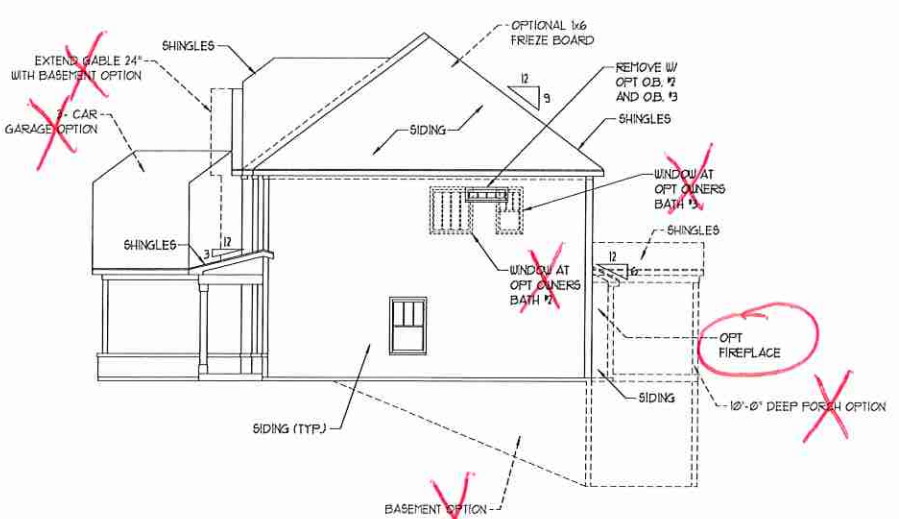 OPTIONAL 1x6
FRIEZE BOARD
SHINGLES
EXTEND GABLE 24"
WITH BASEMENT OPTION
REMOVE W/
OPT O.B. #2
AND O.B. #3
12
9
3- CAR
GARAGE OPTION
SHINGLES
SIDING
WINDOW AT
OPT OWNERS
BATH #3
SHINGLES
SHINGLES
12
3
12
6
WINDOW AT
OPT OWNERS
BATH #2
OPT
FIREPLACE
SIDING
10'-0" DEEP PORCH OPTION
SIDING (TYP.)
BASEMENT OPTION